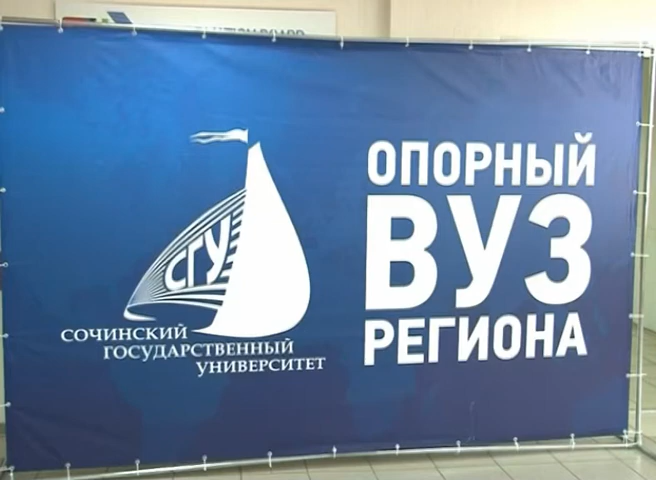 СГУ
СОЧИНСКИЙ
ГОСУДАРСТВЕННЫЙ
УНИВЕРСИТЕТ
ОПОРНЫЙ
ВУЗ
РЕГИОНА